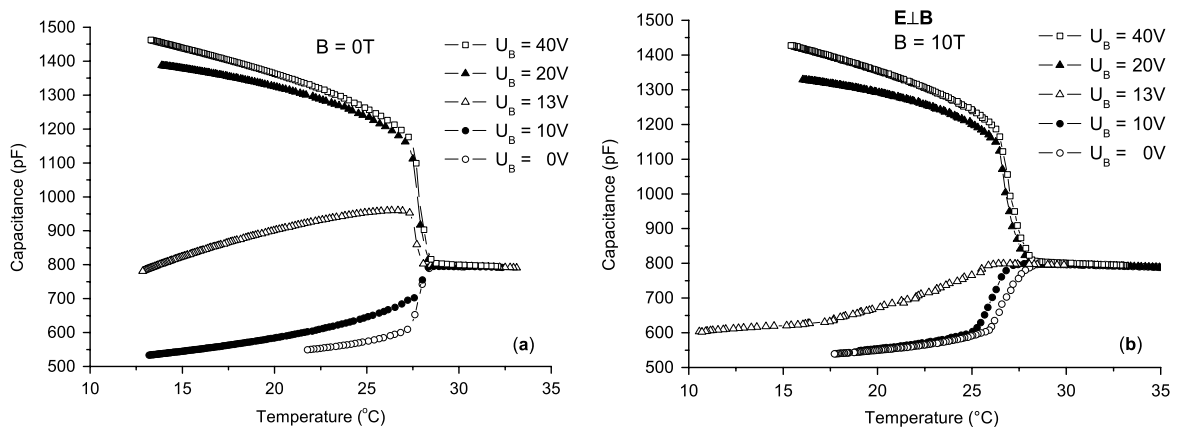 1500
1400
1300
1200
1100
1000
900
800
700
600
500
Capacitance (pF)
B = 0T
U_B = 40V
U_B = 20V
U_B = 13V
U_B = 10V
U_B = 0V
(a)
10 15 20 25 30 35
Temperature (°C)
1500
1400
1300
1200
1100
1000
900
800
700
600
500
Capacitance (pF)
E⊥B
B = 10T
U_B = 40V
U_B = 20V
U_B = 13V
U_B = 10V
U_B = 0V
(b)
10 15 20 25 30 35
Temperature (°C)